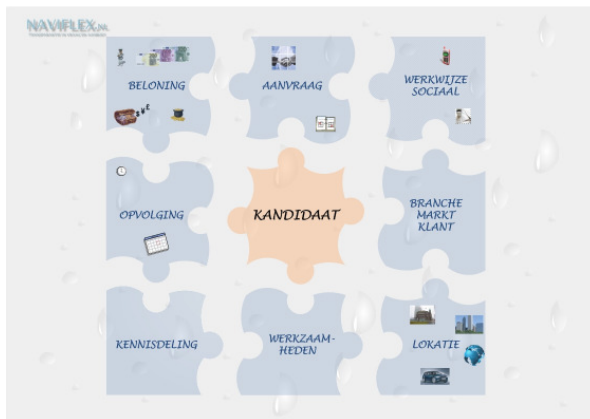 NAVIFLEX.NL
BELONING
AANVRAAG
WERKWIJZE
SOCIAAL
OPVOLGING
KANDIDAAT
BRANCHE
MARKT
KLANT
KENNISDELING
WERKZAAM-
HEDEN
LOKATIE